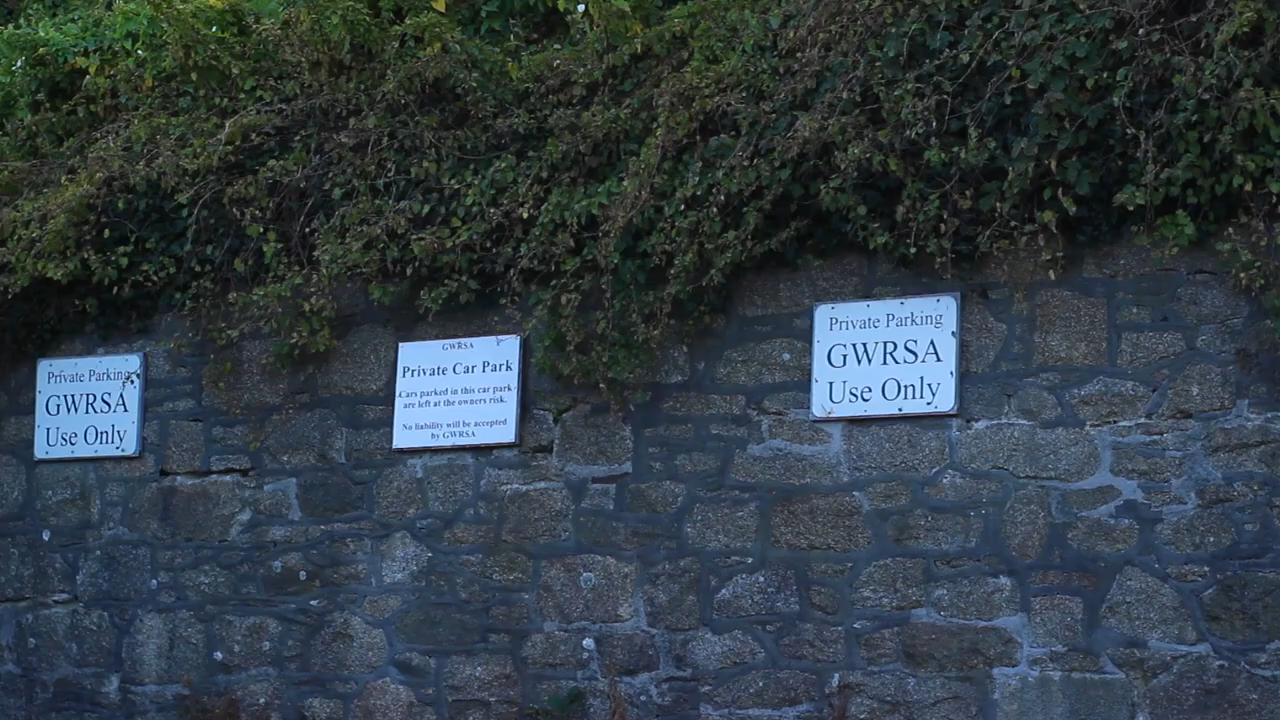 Private Parking
GWRSA
Use Only
GWRSA
Private Car Park
Cars parked in this car park
are left at the owners risk.
No liability will be accepted
by GWRSA
Private Parking
GWRSA
Use Only